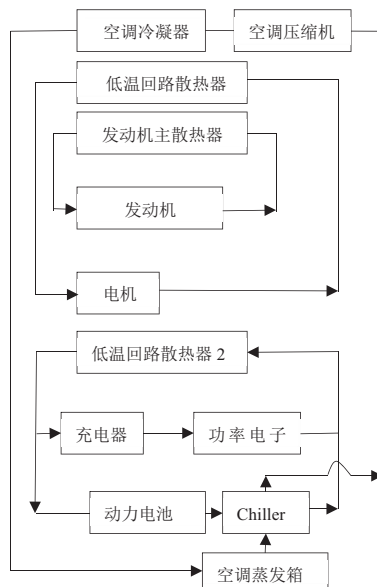 空调冷凝器 空调压缩机
低温回路散热器
发动机主散热器
发动机
电机
低温回路散热器 2
充电器 功率电子
动力电池 Chiller
空调蒸发箱